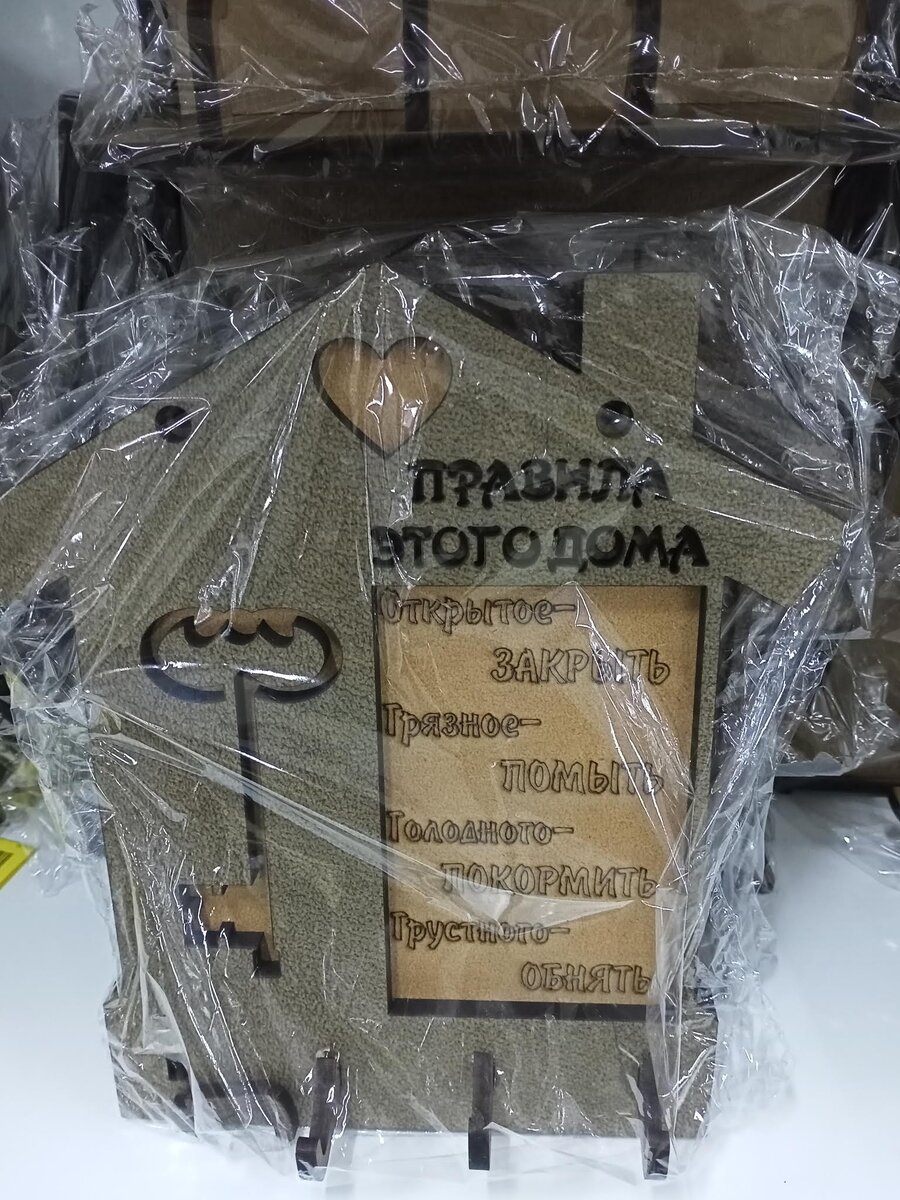 ПРАВИЛА
ЭТОГО ДОМА
Открытое-
ЗАКРЫТЬ
Грязное-
ПОМЫТЬ
Голодного-
ПОКОРМИТЬ
Грустного-
ОБНЯТЬ